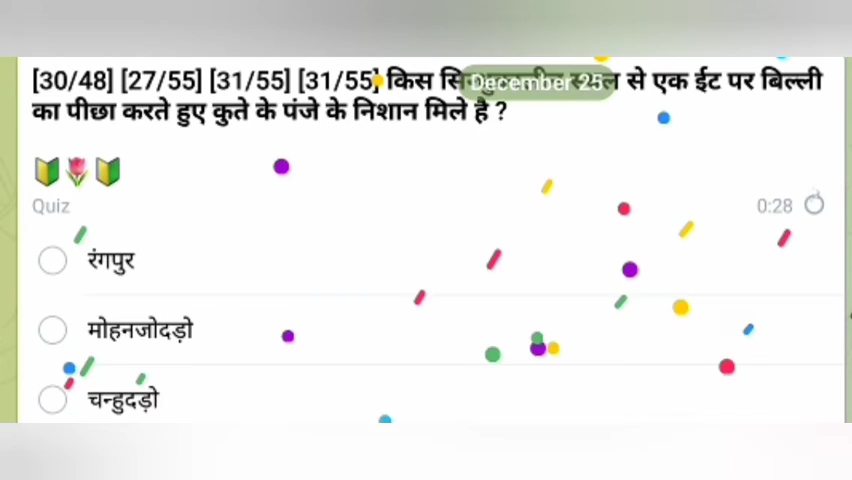 [30/48] [27/55] [31/55] [31/55] किस से एक ईट पर बिल्ली
December 25
का पीछा करते हुए कुते के पंजे के निशान मिले है ?
Quiz
0:28
रंगपुर
मोहनजोदड़ो
चन्हुदड़ो